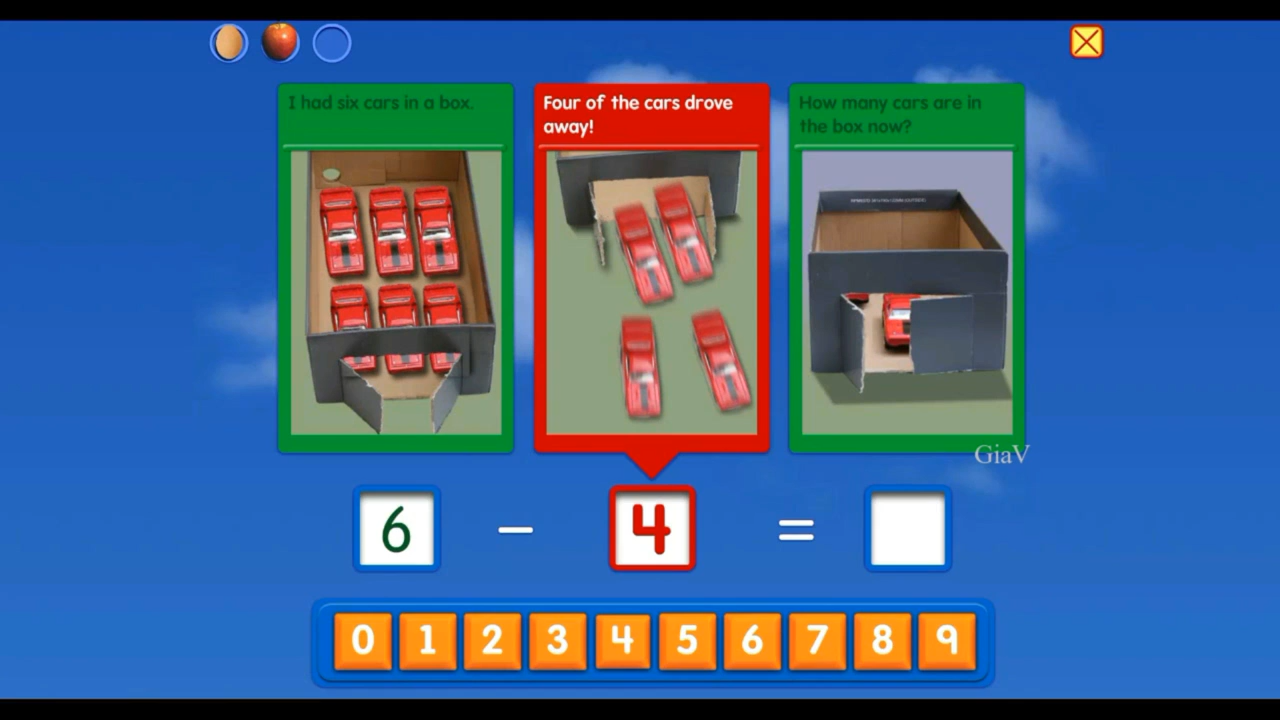 I had six cars in a box.
Four of the cars drove
away!
How many cars are in
the box now?
GiaV
6 – 4 =
0 1 2 3 4 5 6 7 8 9